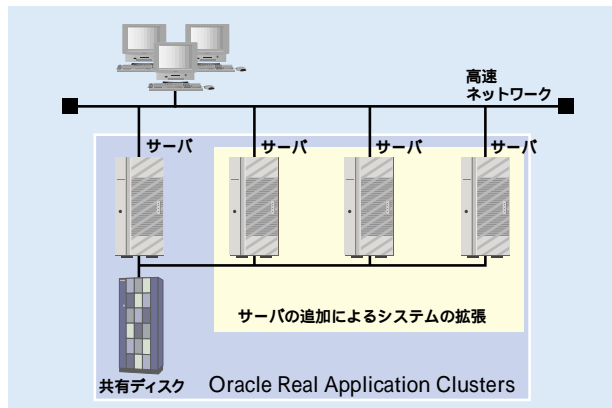 高速
ネットワーク
サーバ
サーバ
サーバ
サーバ
サーバの追加によるシステムの拡張
共有ディスク
Oracle Real Application Clusters